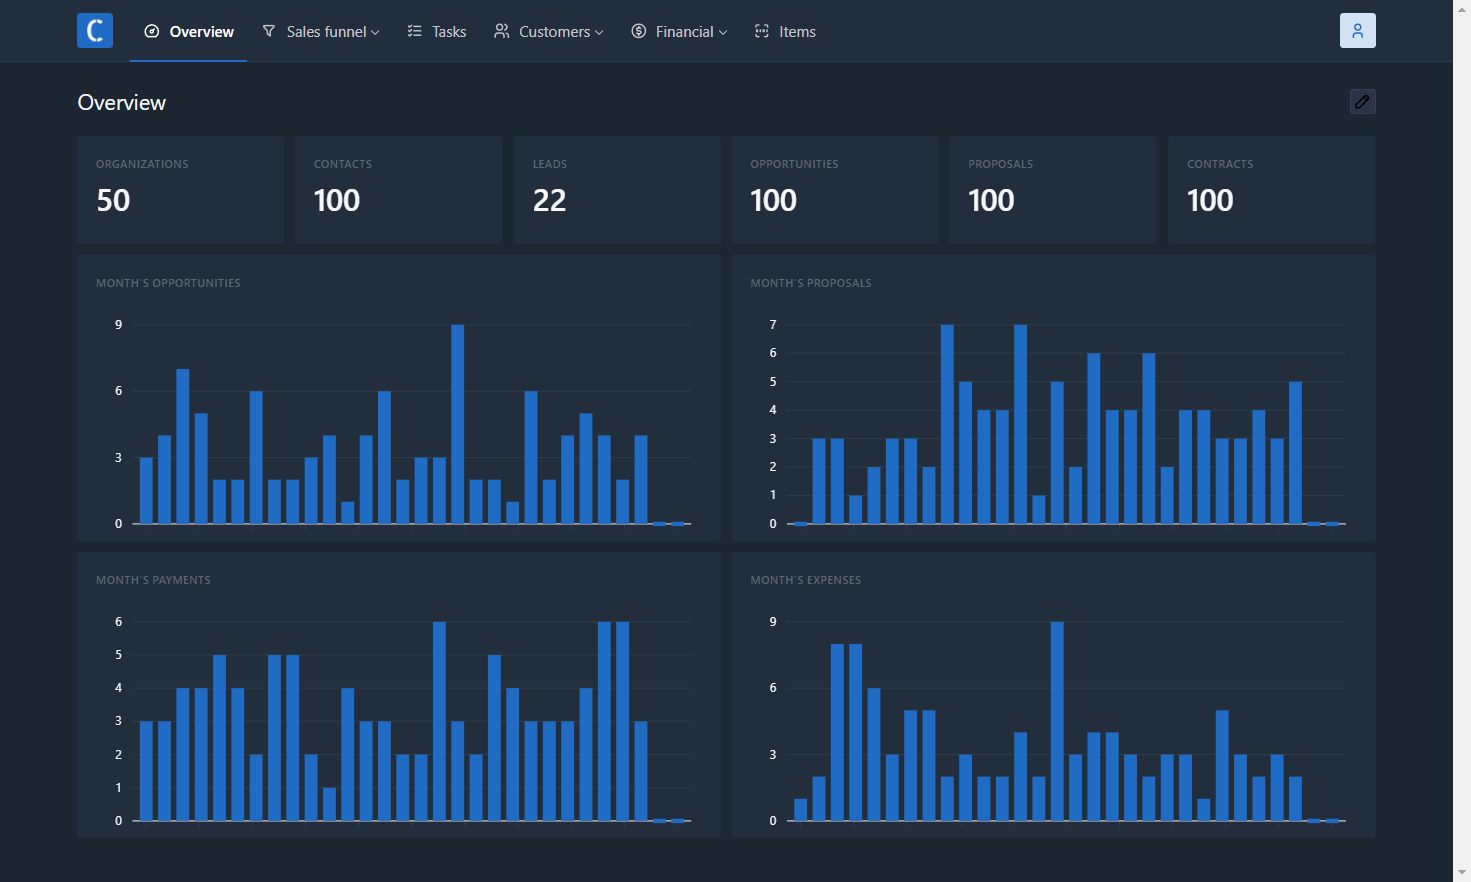 C Overview Sales funnel Tasks Customers Financial Items
Overview
ORGANIZATIONS CONTACTS LEADS OPPORTUNITIES PROPOSALS CONTRACTS
50 100 22 100 100 100
MONTH'S OPPORTUNITIES
9
6
3
0
MONTH'S PROPOSALS
7
6
5
4
3
2
1
0
MONTH'S PAYMENTS
6
5
4
3
2
1
0
MONTH'S EXPENSES
9
6
3
0